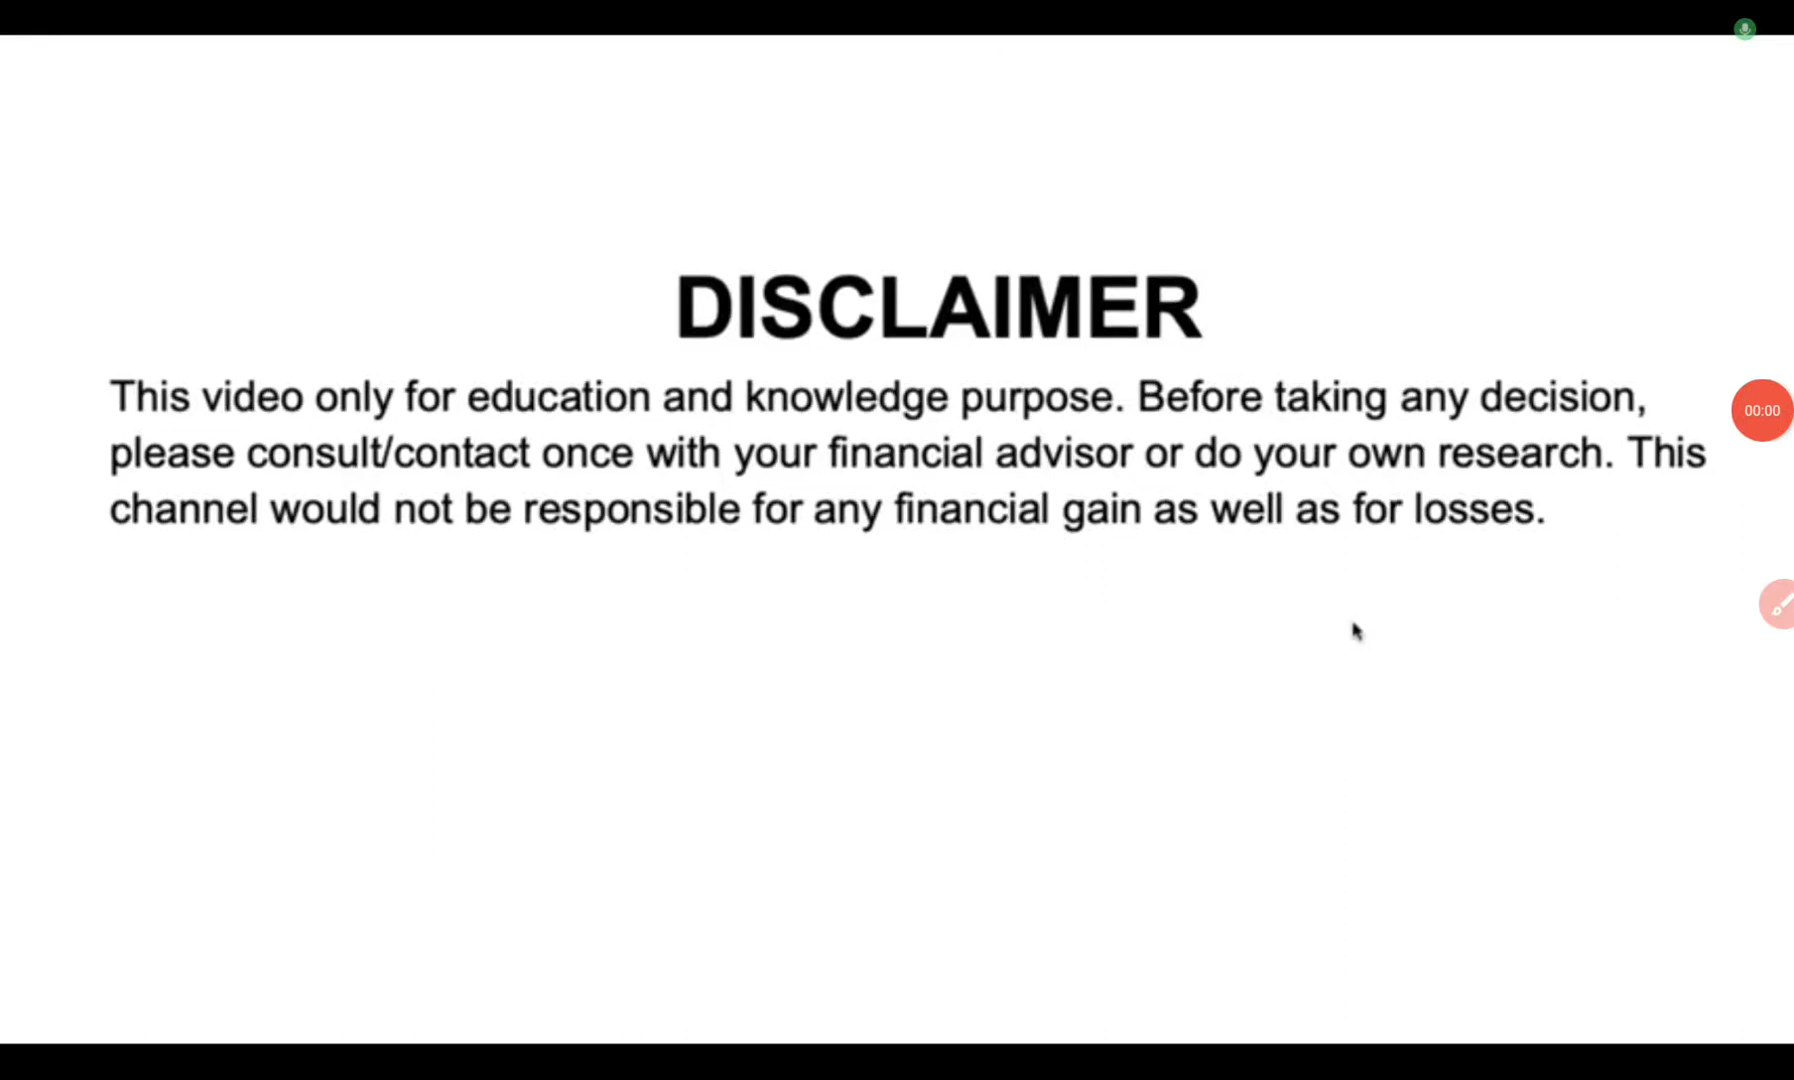 DISCLAIMER
This video only for education and knowledge purpose. Before taking any decision,
please consult/contact once with your financial advisor or do your own research. This
channel would not be responsible for any financial gain as well as for losses.
00:00